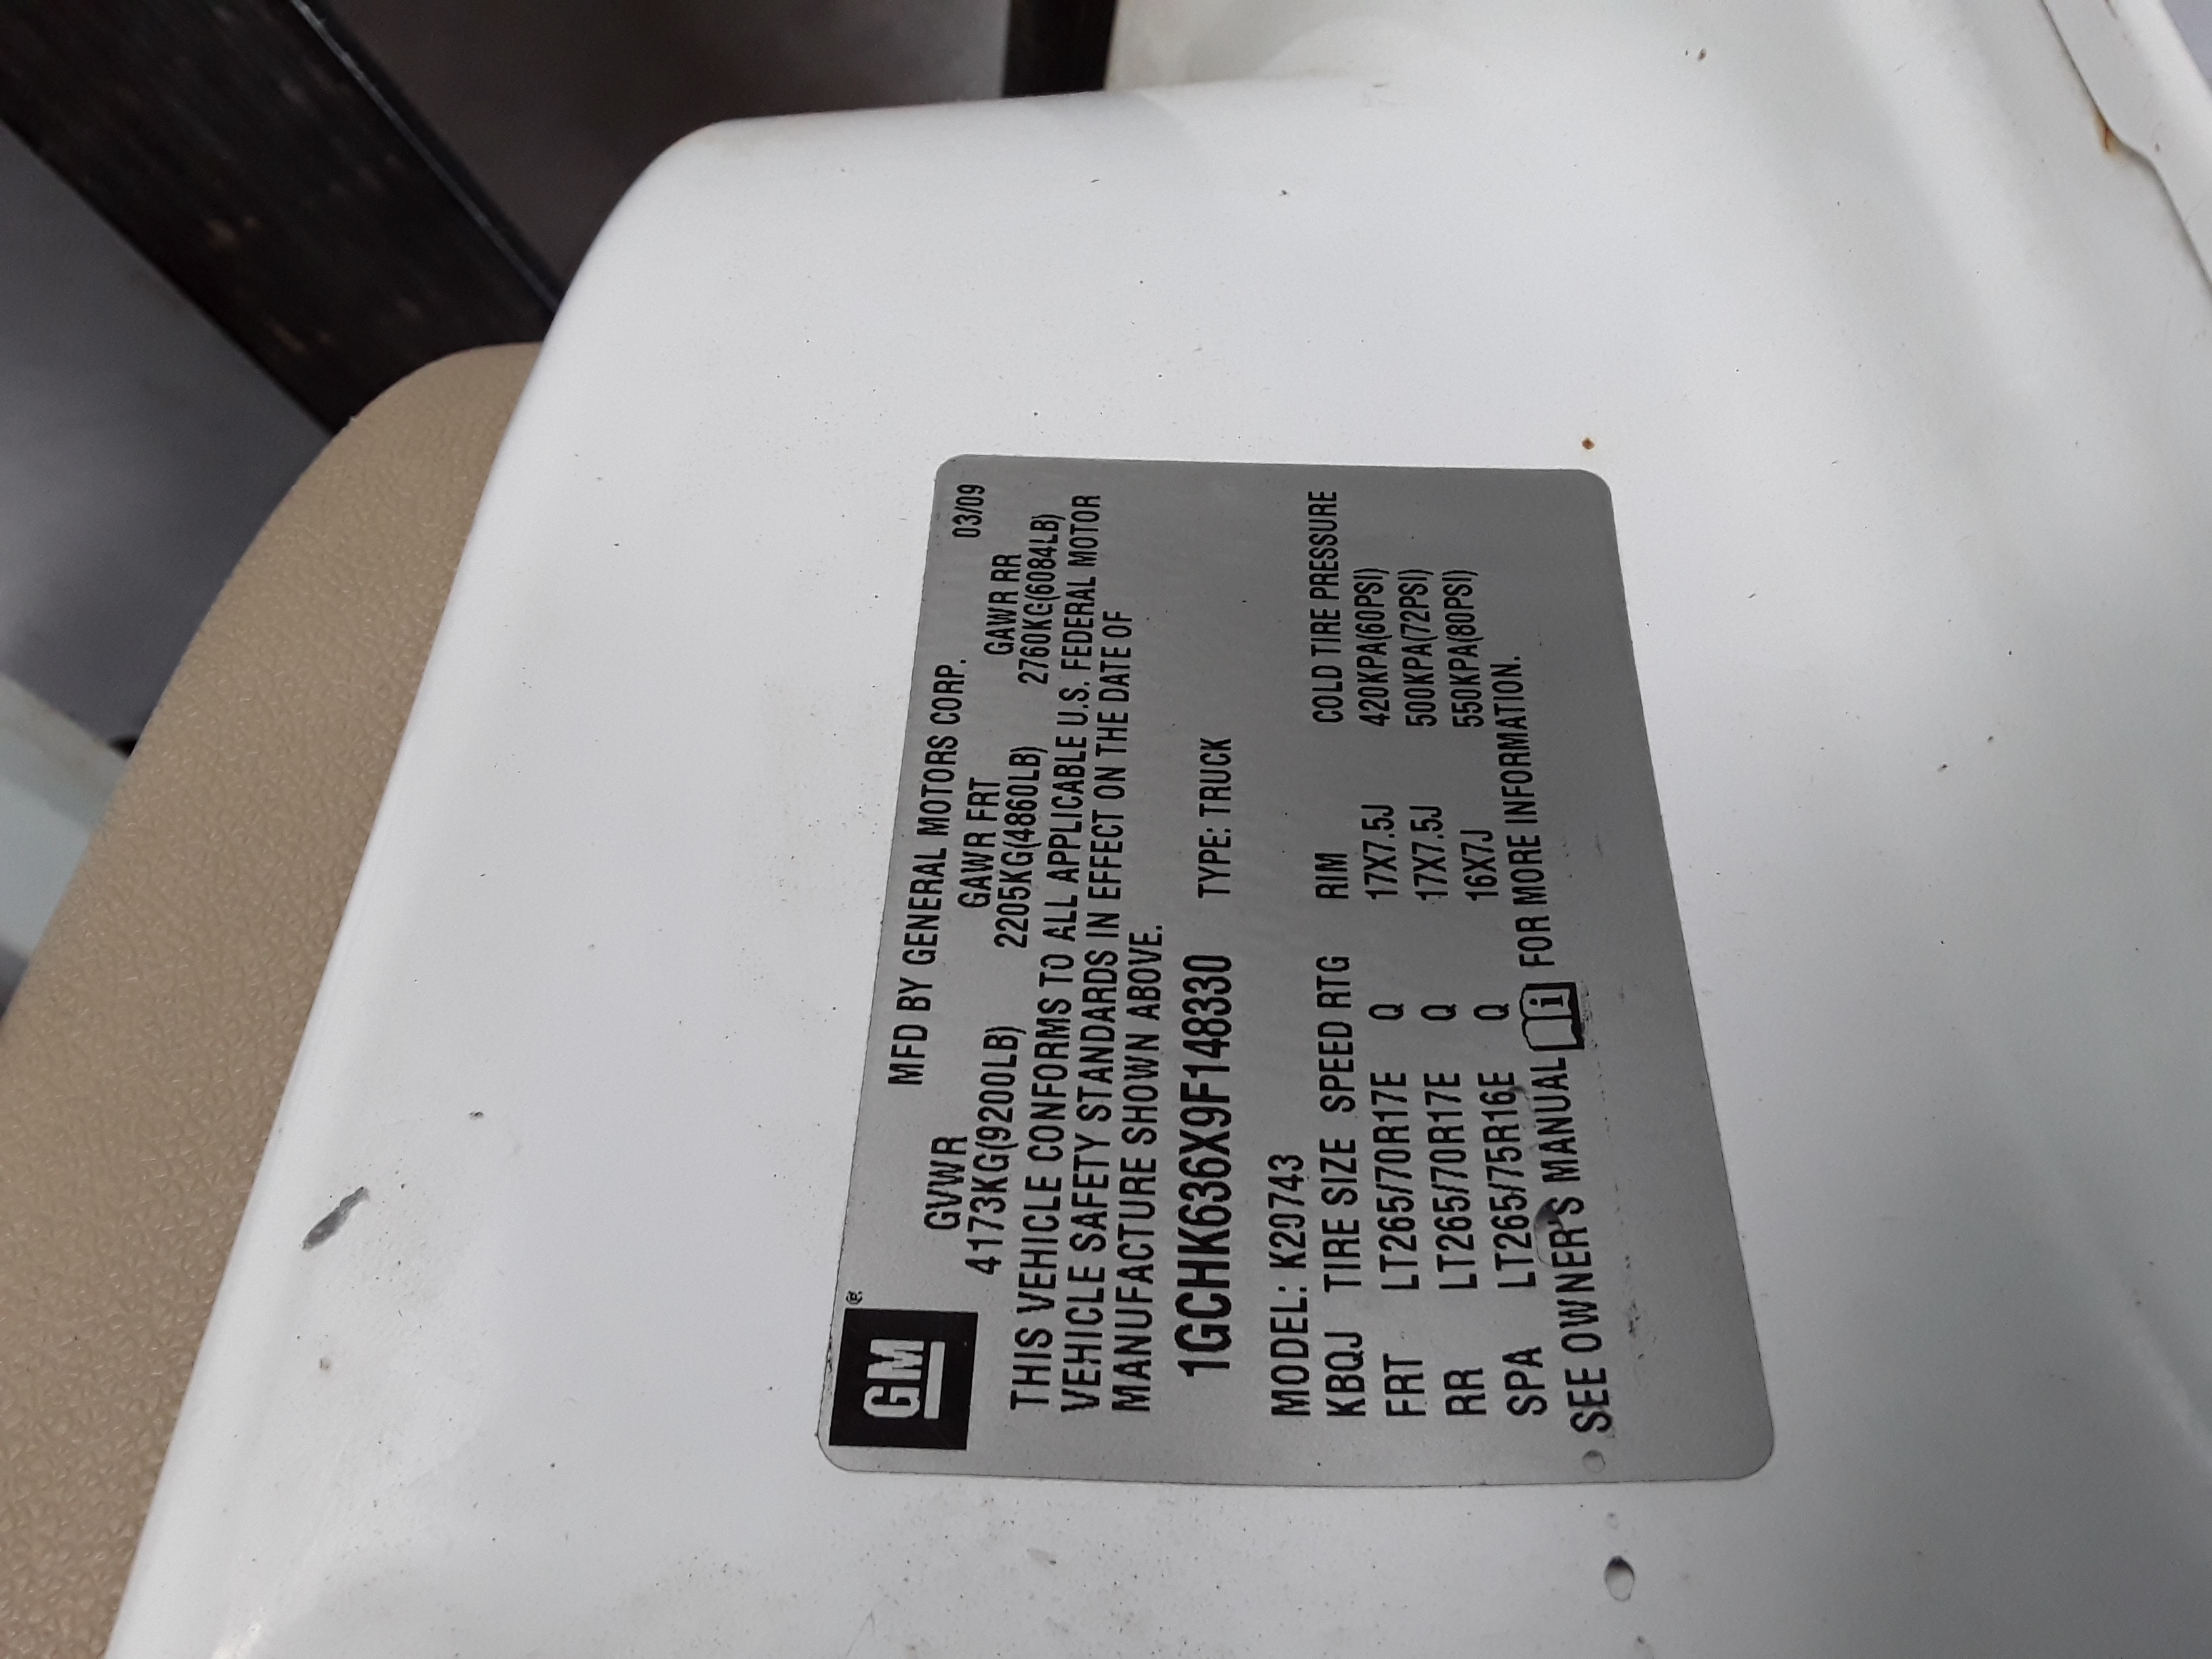 GM®
MFD BY GENERAL MOTORS CORP. 03/09
GVWR GAWR FRT GAWR RR
4173KG(9200LB) 2205KG(4860LB) 2760KG(6084LB)
THIS VEHICLE CONFORMS TO ALL APPLICABLE U.S. FEDERAL MOTOR
VEHICLE SAFETY STANDARDS IN EFFECT ON THE DATE OF
MANUFACTURE SHOWN ABOVE.
1GCHK636X9F148330 TYPE: TRUCK
MODEL: K20743
KBQJ TIRE SIZE SPEED RTG RIM COLD TIRE PRESSURE
FRT LT265/70R17E Q 17X7.5J 420KPA(60PSI)
RR LT265/70R17E Q 17X7.5J 500KPA(72PSI)
SPA LT265/75R16E Q 16X7J 550KPA(80PSI)
SEE OWNER'S MANUAL i FOR MORE INFORMATION.